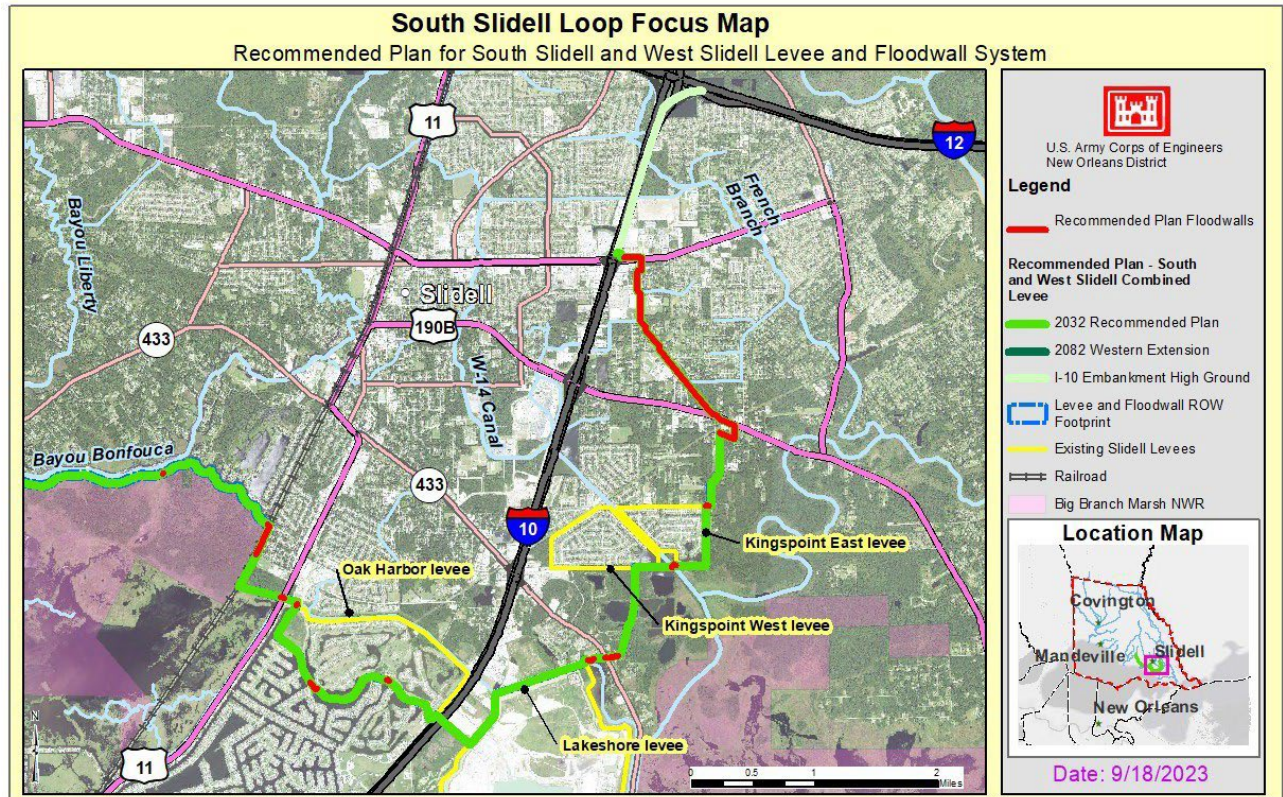 South Slidell Loop Focus Map
Recommended Plan for South Slidell and West Slidell Levee and Floodwall System
11
12
French
Branch
Bayou Liberty
Slidell
190B
433
W-14 Canal
Bayou Bonfouca
433
10
Kingspoint East levee
Oak Harbor levee
Kingspoint West levee
Lakeshore levee
11
N
0 0.5 1 2
Miles
U.S. Army Corps of Engineers
New Orleans District
Legend
Recommended Plan Floodwalls
Recommended Plan - South
and West Slidell Combined
Levee
2032 Recommended Plan
2082 Western Extension
I-10 Embankment High Ground
Levee and Floodwall ROW
Footprint
Existing Slidell Levees
Railroad
Big Branch Marsh NWR
Location Map
Covington
Mandeville
Slidell
New Orleans
Date: 9/18/2023